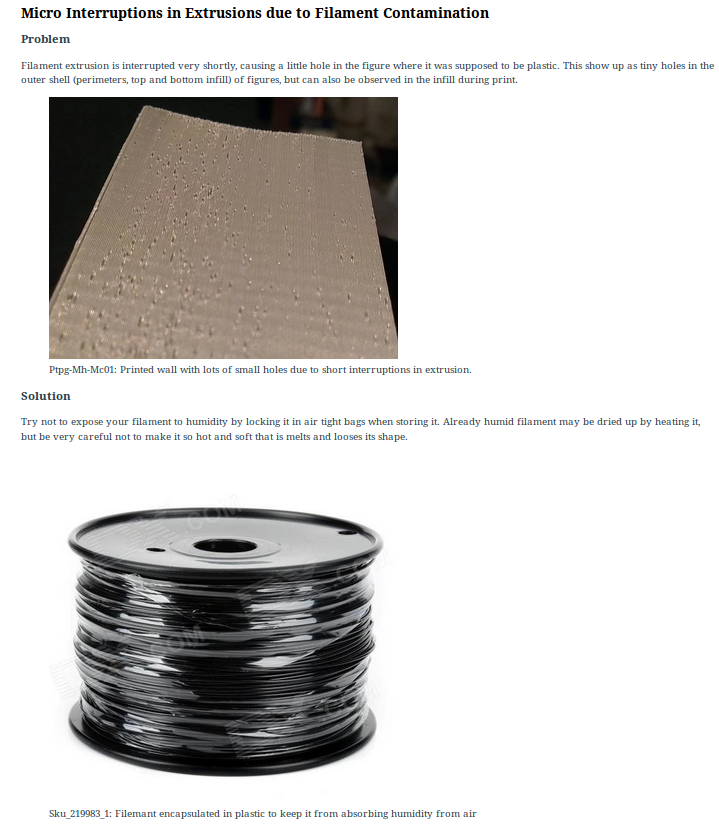 Micro Interruptions in Extrusions due to Filament Contamination
Problem
Filament extrusion is interrupted very shortly, causing a little hole in the figure where it was supposed to be plastic. This show up as tiny holes in the
outer shell (perimeters, top and bottom infill) of figures, but can also be observed in the infill during print.
Ptpg-Mh-Mc01: Printed wall with lots of small holes due to short interruptions in extrusion.
Solution
Try not to expose your filament to humidity by locking it in air tight bags when storing it. Already humid filament may be dried up by heating it,
but be very careful not to make it so hot and soft that is melts and looses its shape.
Sku_219983_1: Filemant encapsulated in plastic to keep it from absorbing humidity from air